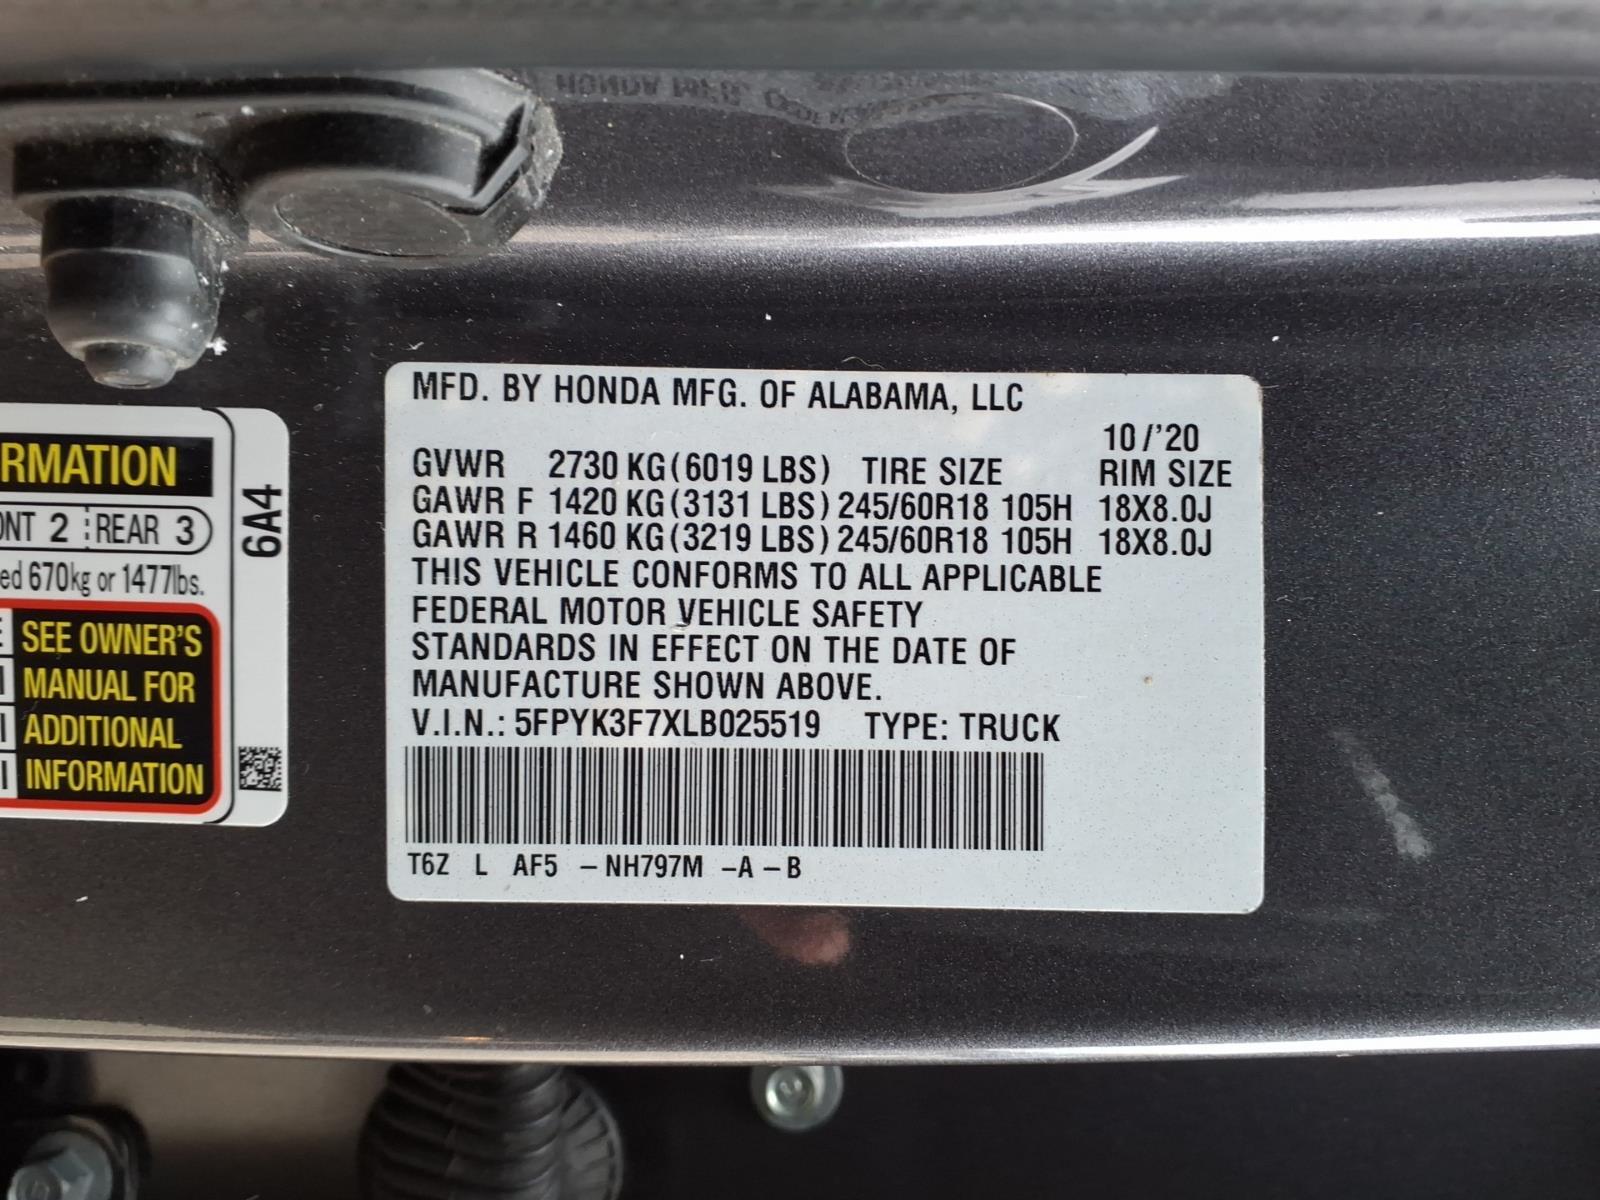 RMATION
ONT 2 REAR 3
ed 670kg or 1477lbs.
SEE OWNER'S
MANUAL FOR
ADDITIONAL
INFORMATION
6A4
MFD. BY HONDA MFG. OF ALABAMA, LLC
10/'20
GVWR 2730 KG(6019 LBS) TIRE SIZE RIM SIZE
GAWR F 1420 KG(3131 LBS) 245/60R18 105H 18X8.0J
GAWR R 1460 KG(3219 LBS) 245/60R18 105H 18X8.0J
THIS VEHICLE CONFORMS TO ALL APPLICABLE
FEDERAL MOTOR VEHICLE SAFETY
STANDARDS IN EFFECT ON THE DATE OF
MANUFACTURE SHOWN ABOVE.
V.I.N.: 5FPYK3F7XLB025519 TYPE: TRUCK
T6Z L AF5 -NH797M -A-B